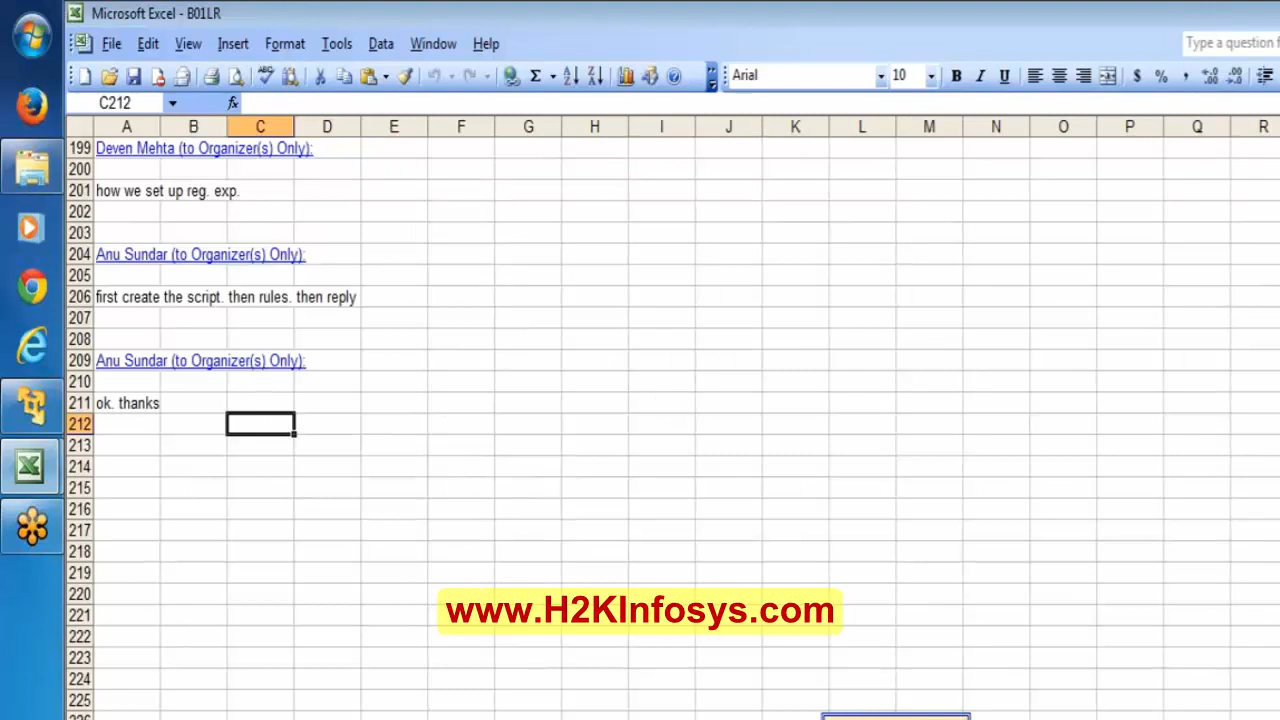 Microsoft Excel - B01LR
File Edit View Insert Format Tools Data Window Help
Type a question f
Arial 10 B I U $ % ,
C212 fx
A B C D E F G H I J K L M N O P Q R
199 Deven Mehta (to Organizer(s) Only):
200
201 how we set up reg. exp.
202
203
204 Anu Sundar (to Organizer(s) Only):
205
206 first create the script. then rules. then reply
207
208
209 Anu Sundar (to Organizer(s) Only):
210
211 ok. thanks
212
213
214
215
216
217
218
219
220
221
222
223
224
225
www.H2KInfosys.com